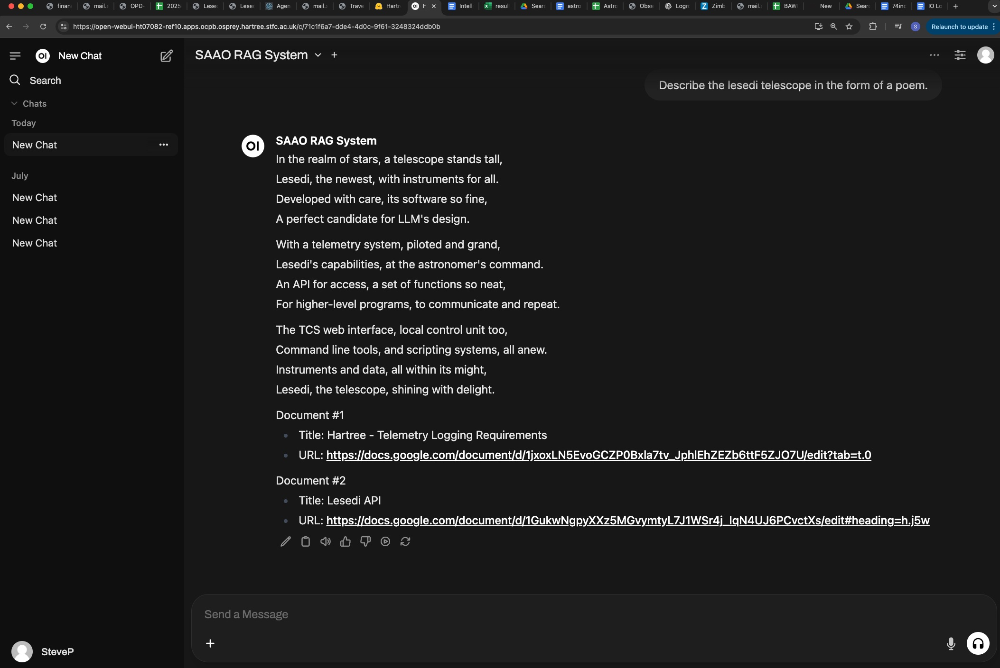 finan
mail.s
OPD-
2025
Lesed
Lesed
Agen
mail.s
Trave
Hartr
H
Intelli
result
Searc
astro
Astro
Obse
Logro
Zimb
mail.
BAW
New
Searc
74inc
IO Lo
https://open-webui-ht07082-ref10.apps.ocpb.osprey.hartree.stfc.ac.uk/c/71c1f6a7-dde4-4d0c-9f61-3248324ddb0b
S
Relaunch to update
OI
New Chat
Search
Chats
Today
New Chat
July
New Chat
New Chat
New Chat
SteveP
SAAO RAG System
Describe the lesedi telescope in the form of a poem.
OI
SAAO RAG System
In the realm of stars, a telescope stands tall,
Lesedi, the newest, with instruments for all.
Developed with care, its software so fine,
A perfect candidate for LLM's design.
With a telemetry system, piloted and grand,
Lesedi's capabilities, at the astronomer's command.
An API for access, a set of functions so neat,
For higher-level programs, to communicate and repeat.
The TCS web interface, local control unit too,
Command line tools, and scripting systems, all anew.
Instruments and data, all within its might,
Lesedi, the telescope, shining with delight.
Document #1
Title: Hartree - Telemetry Logging Requirements
URL: https://docs.google.com/document/d/1jxoxLN5EvoGCZP0Bxla7tv_JphlEhZEZb6ttF5ZJO7U/edit?tab=t.0
Document #2
Title: Lesedi API
URL: https://docs.google.com/document/d/1GukwNgpyXXz5MGvymtyL7J1WSr4j_lqN4UJ6PCvctXs/edit#heading=h.j5w
Send a Message